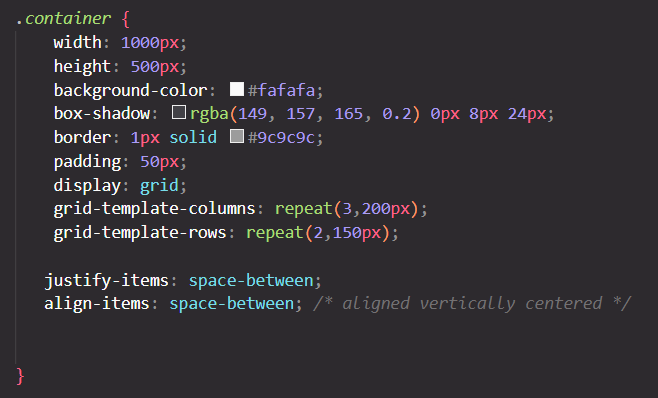 .container {
width: 1000px;
height: 500px;
background-color: #fafafa;
box-shadow: rgba(149, 157, 165, 0.2) 0px 8px 24px;
border: 1px solid #9c9c9c;
padding: 50px;
display: grid;
grid-template-columns: repeat(3,200px);
grid-template-rows: repeat(2,150px);
justify-items: space-between;
align-items: space-between; /* aligned vertically centered */
}